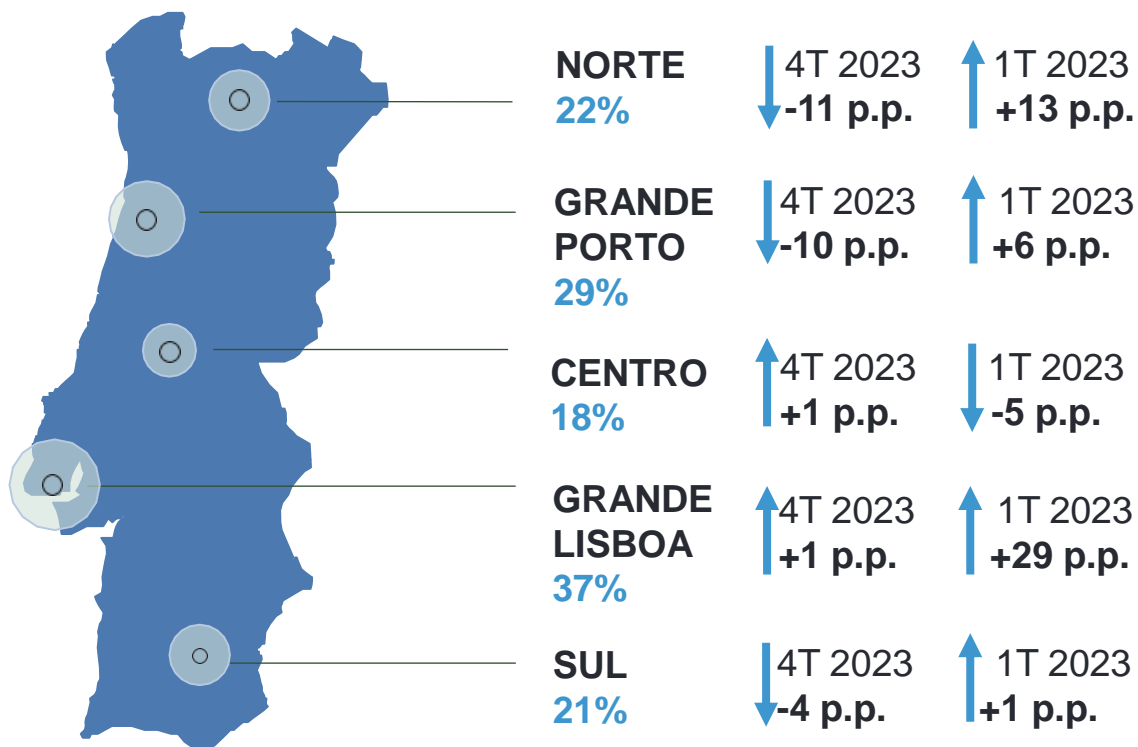 NORTE
22%
4T 2023
-11 p.p.
1T 2023
+13 p.p.
GRANDE
PORTO
29%
4T 2023
-10 p.p.
1T 2023
+6 p.p.
CENTRO
18%
4T 2023
+1 p.p.
1T 2023
-5 p.p.
GRANDE
LISBOA
37%
4T 2023
+1 p.p.
1T 2023
+29 p.p.
SUL
21%
4T 2023
-4 p.p.
1T 2023
+1 p.p.